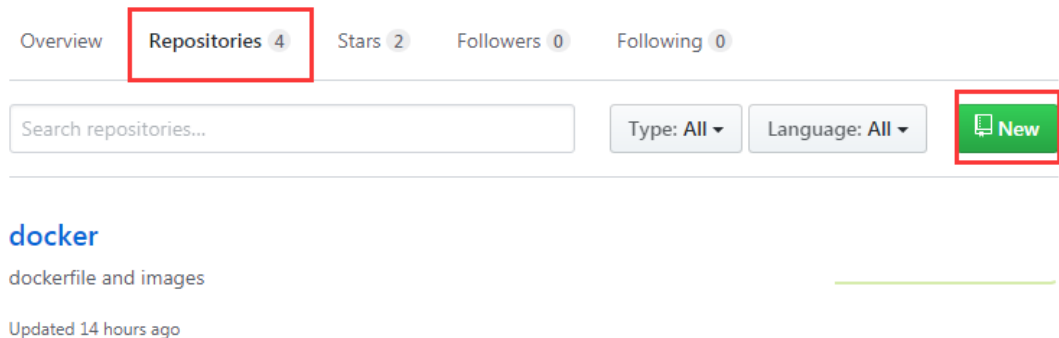 Overview Repositories 4 Stars 2 Followers 0 Following 0
Search repositories... Type: All Language: All New
docker
dockerfile and images
Updated 14 hours ago